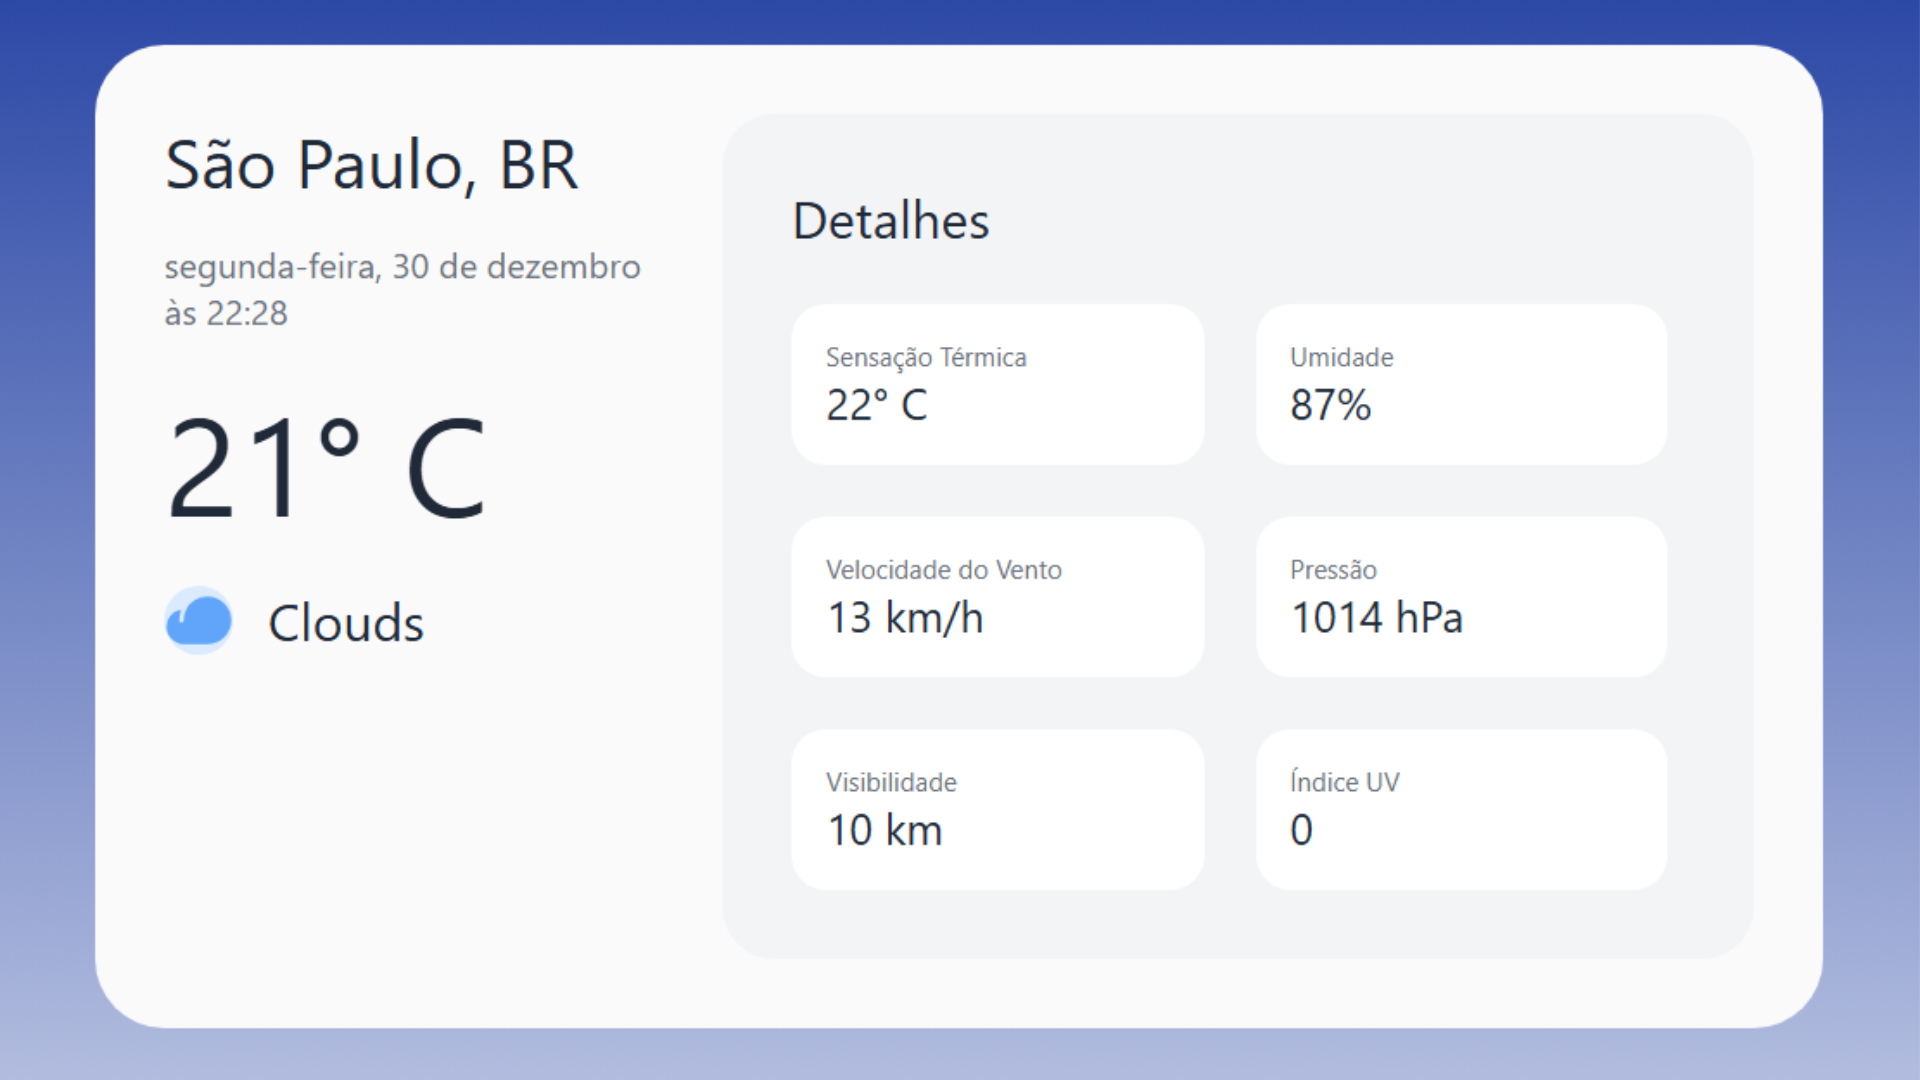 São Paulo, BR
segunda-feira, 30 de dezembro
às 22:28
21° C
Clouds
Detalhes
Sensação Térmica
22° C
Umidade
87%
Velocidade do Vento
13 km/h
Pressão
1014 hPa
Visibilidade
10 km
Índice UV
0